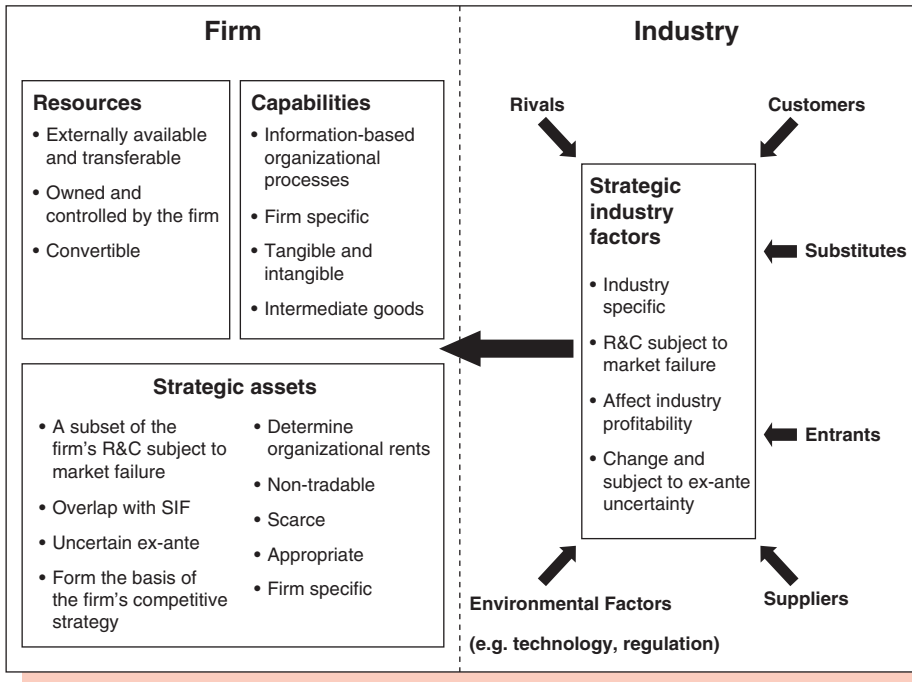 Firm
Resources
• Externally available
and transferable
• Owned and
controlled by the firm
• Convertible
Capabilities
• Information-based
organizational
processes
• Firm specific
• Tangible and
intangible
• Intermediate goods
Strategic assets
• A subset of the
firm's R&C subject to
market failure
• Overlap with SIF
• Uncertain ex-ante
• Form the basis of
the firm's competitive
strategy
• Determine
organizational rents
• Non-tradable
• Scarce
• Appropriate
• Firm specific
Industry
Rivals
Customers
Strategic
industry
factors
• Industry
specific
• R&C subject to
market failure
• Affect industry
profitability
• Change and
subject to ex-ante
uncertainty
Substitutes
Entrants
Environmental Factors
(e.g. technology, regulation)
Suppliers